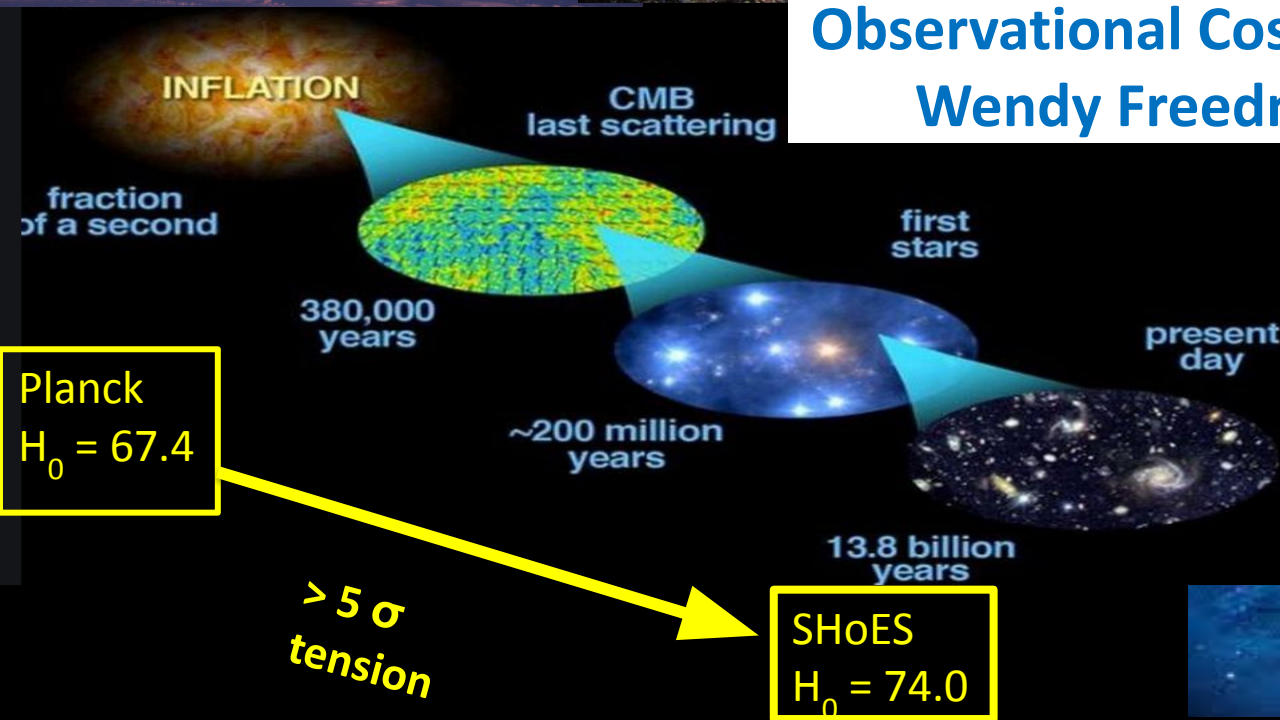 Observational Cos
Wendy Freedr
INFLATION
CMB
last scattering
fraction
of a second
first
stars
380,000
years
present
day
Planck
H₀ = 67.4
~200 million
years
13.8 billion
years
> 5 σ
tension
SHoES
H₀ = 74.0